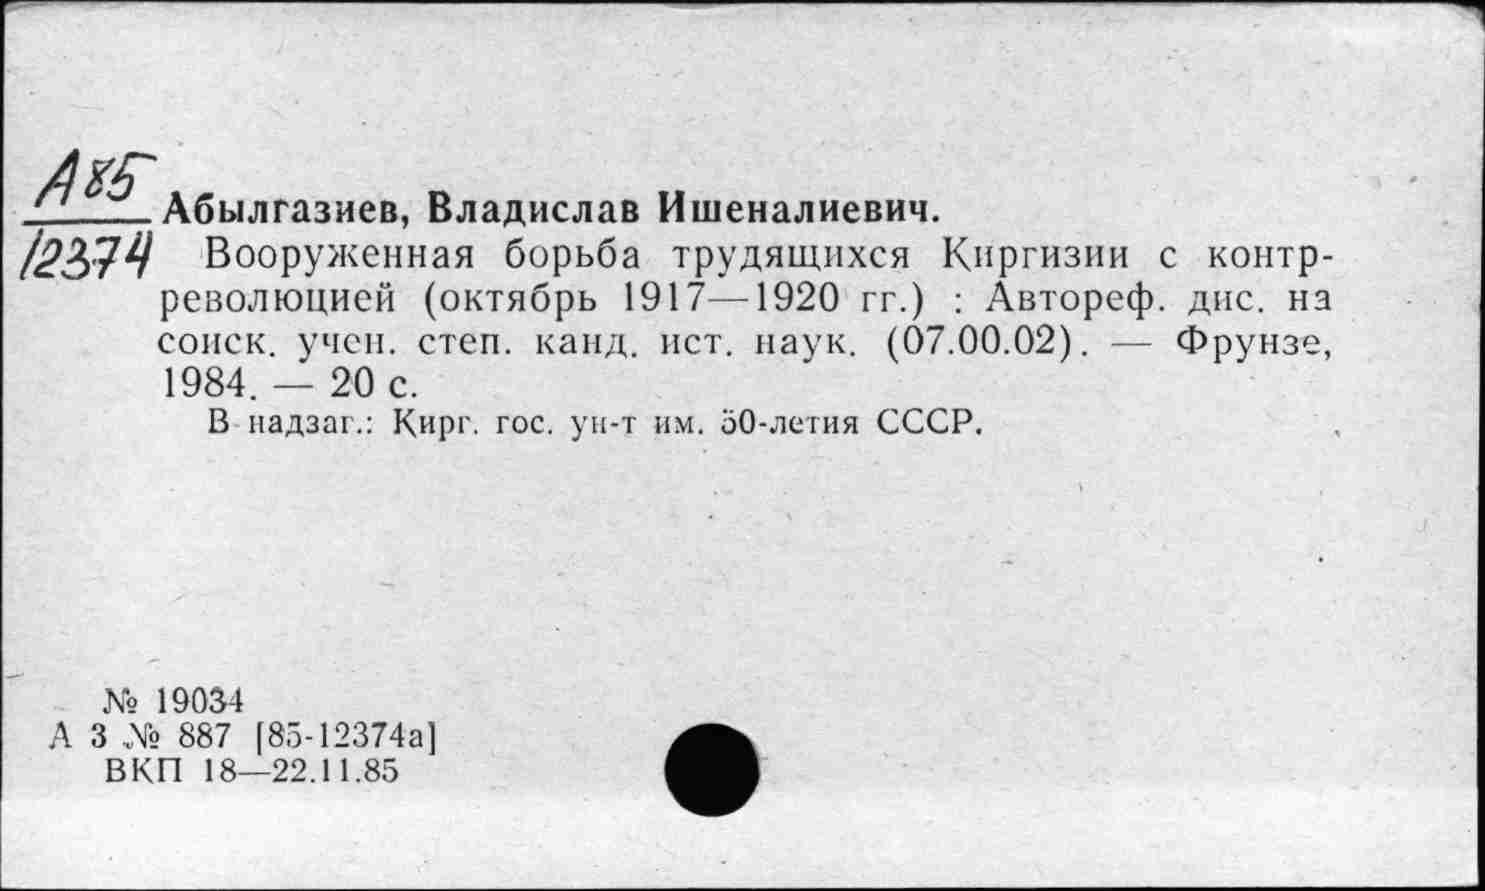 А85
Абылгазиев, Владислав Ишеналиевич.
12374 Вооруженная борьба трудящихся Киргизии с контр-
революцией (октябрь 1917—1920 гг.) : Автореф. дис. на
соиск. учен. степ. канд. ист. наук. (07.00.02). — Фрунзе,
1984. — 20 с.
В надзаг.: Кирг. гос. ун-т им. 50-летия СССР.
№ 19034
А 3 № 887 [85-12374а]
ВКП 18—22.11.85